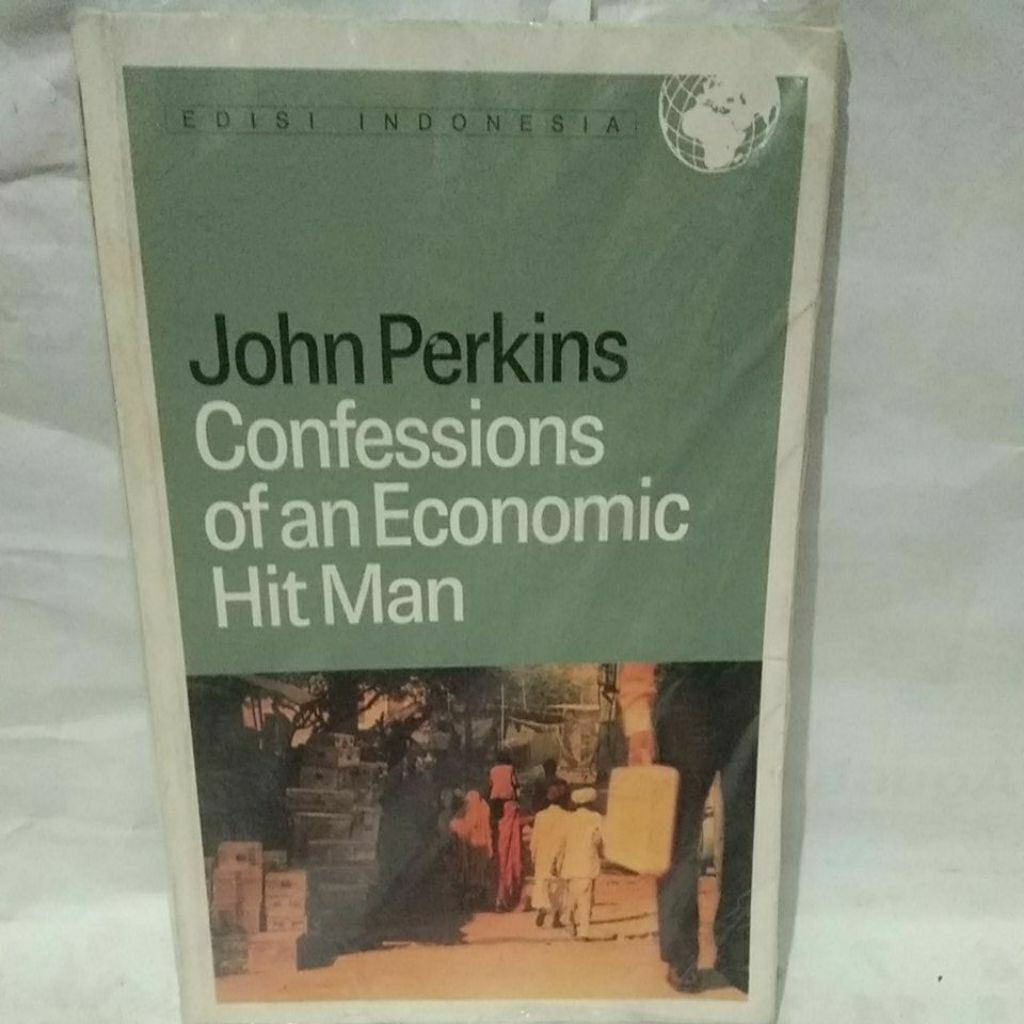 EDISI INDONESIA
John Perkins
Confessions
of an Economic
Hit Man